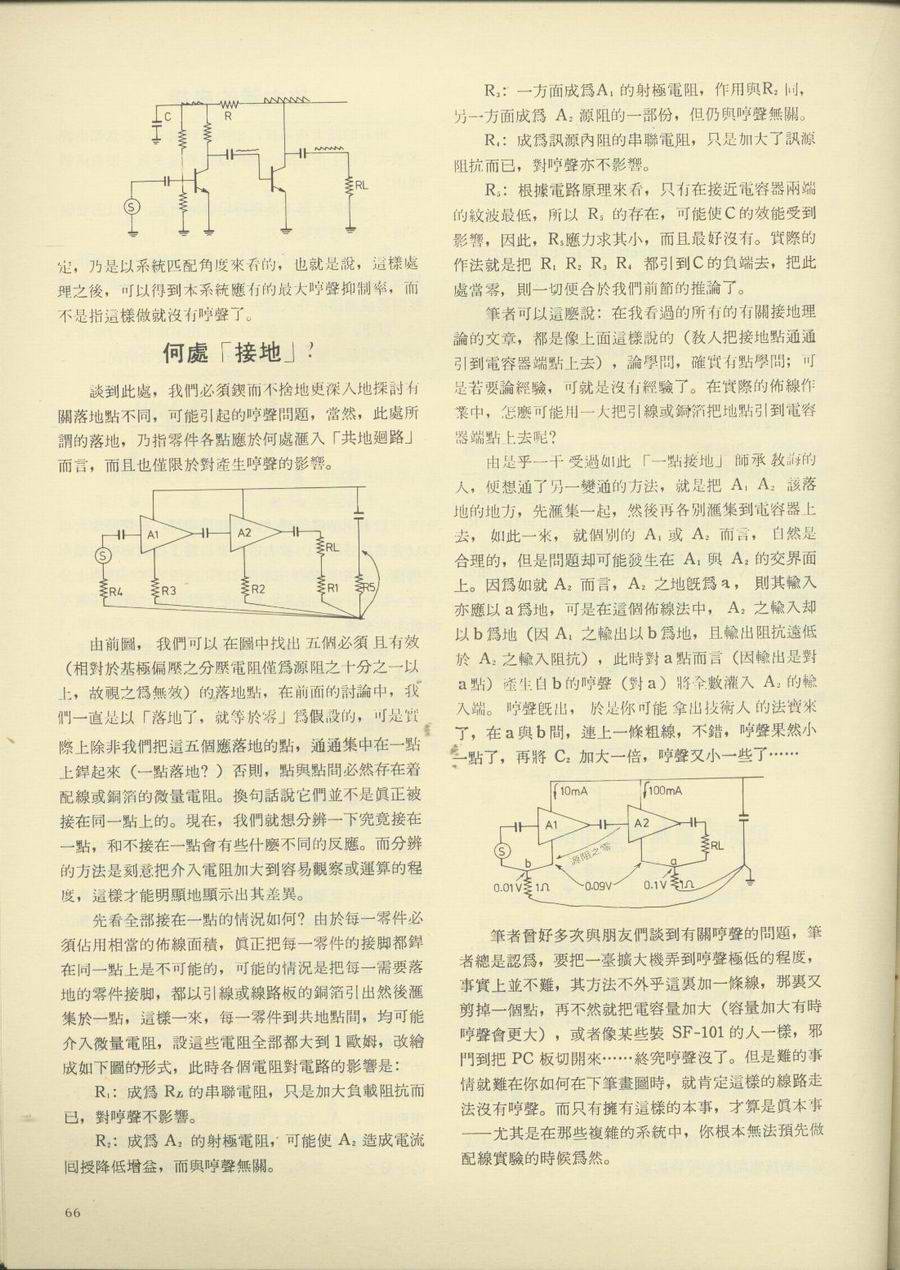 C
R
RL
S
定，乃是以系統匹配角度來看的，也就是說，這樣處
理之後，可以得到本系統應有的最大哼聲抑制率，而
不是指這樣做就沒有哼聲了。
何處「接地」？
談到此處，我們必須鍥而不捨地更深入地探討有
關落地點不同，可能引起的哼聲問題，當然，此處所
謂的落地，乃指零件各點應於何處滙入「共地廻路」
而言，而且也僅限於對產生哼聲的影響。
A1
A2
RL
S
R4
R3
R2
R1
R5
由前圖，我們可以在圖中找出五個必須且有效
（相對於基極偏壓之分壓電阻僅爲源阻之十分之一以
上，故視之爲無效）的落地點，在前面的討論中，我
們一直是以「落地了，就等於零」爲假設的，可是實
際上除非我們把這五個應落地的點，通通集中在一點
上銲起來（一點落地？）否則，點與點間必然存在着
配線或銅箔的微量電阻。換句話說它們並不是眞正被
接在同一點上的。現在，我們就想分辨一下究竟接在
一點，和不接在一點會有些什麼不同的反應。而分辨
的方法是刻意把介入電阻加大到容易觀察或運算的程
度，這樣才能明顯地顯示出其差異。
先看全部接在一點的情況如何？由於每一零件必
須佔用相當的佈線面積，眞正把每一零件的接脚都銲
在同一點上是不可能的，可能的情況是把每一需要落
地的零件接脚，都以引線或線路板的銅箔引出然後滙
集於一點，這樣一來，每一零件到共地點間，均可能
介入微量電阻，設這些電阻全部都大到1歐姆，改繪
成如下圖的形式，此時各個電阻對電路的影響是：
R₁：成爲 RL 的串聯電阻，只是加大負載阻抗而
已，對哼聲不影響。
R₂：成爲 A₂ 的射極電阻，可能使 A₂ 造成電流
囘授降低增益，而與哼聲無關。
66
R₃：一方面成爲A₁ 的射極電阻，作用與R₂ 同，
另一方面成爲 A₂ 源阻的一部份，但仍與哼聲無關。
R₄：成爲訊源內阻的串聯電阻，只是加大了訊源
阻抗而已，對哼聲亦不影響。
R₅：根據電路原理來看，只有在接近電容器兩端
的紋波最低，所以 R₅ 的存在，可能使C的效能受到
影響，因此，R₅應力求其小，而且最好沒有。實際的
作法就是把 R₁ R₂ R₃ R₄ 都引到C的負端去，把此
處當零，則一切便合於我們前節的推論了。
筆者可以這麼說：在我看過的所有的有關接地理
論的文章，都是像上面這樣說的（敎人把接地點通通
引到電容器端點上去），論學問，確實有點學問；可
是若要論經驗，可就是沒有經驗了。在實際的佈線作
業中，怎麼可能用一大把引線或銅箔把地點引到電容
器端點上去呢？
由是乎一干受過如此「一點接地」師承敎誨的
人，便想通了另一變通的方法，就是把 A₁ A₂ 該落
地的地方，先滙集一起，然後再各別滙集到電容器上
去，如此一來，就個別的 A₁ 或 A₂ 而言，自然是
合理的，但是問題却可能發生在 A₁ 與 A₂ 的交界面
上。因爲如就 A₂ 而言，A₂ 之地旣爲a，則其輸入
亦應以a爲地，可是在這個佈線法中，A₂ 之輸入却
以b爲地（因 A₁ 之輸出以b爲地，且輸出阻抗遠低
於 A₂ 之輸入阻抗），此時對a點而言（因輸出是對
a點）產生自b的哼聲（對a）將全數灌入 A₂ 的輸
入端。哼聲旣出，於是你可能拿出技術人的法寶來
了，在a與b間，連上一條粗線，不錯，哼聲果然小
一點了，再將 C₂ 加大一倍，哼聲又小一些了……
10mA
100mA
A1
A2
S
RL
源阻之零
b
a
0.01V
1Ω
0.09V
0.1V
1Ω
筆者曾好多次與朋友們談到有關哼聲的問題，筆
者總是認爲，要把一臺擴大機弄到哼聲極低的程度，
事實上並不難，其方法不外乎這裏加一條線，那裏又
剪掉一個點，再不然就把電容量加大（容量加大有時
哼聲會更大），或者像某些裝 SF-101 的人一樣，邪
門到把 PC 板切開來……終究哼聲沒了。但是難的事
情就難在你如何在下筆畫圖時，就肯定這樣的線路走
法沒有哼聲。而只有擁有這樣的本事，才算是眞本事
——尤其是在那些複雜的系統中，你根本無法預先做
配線實驗的時候爲然。